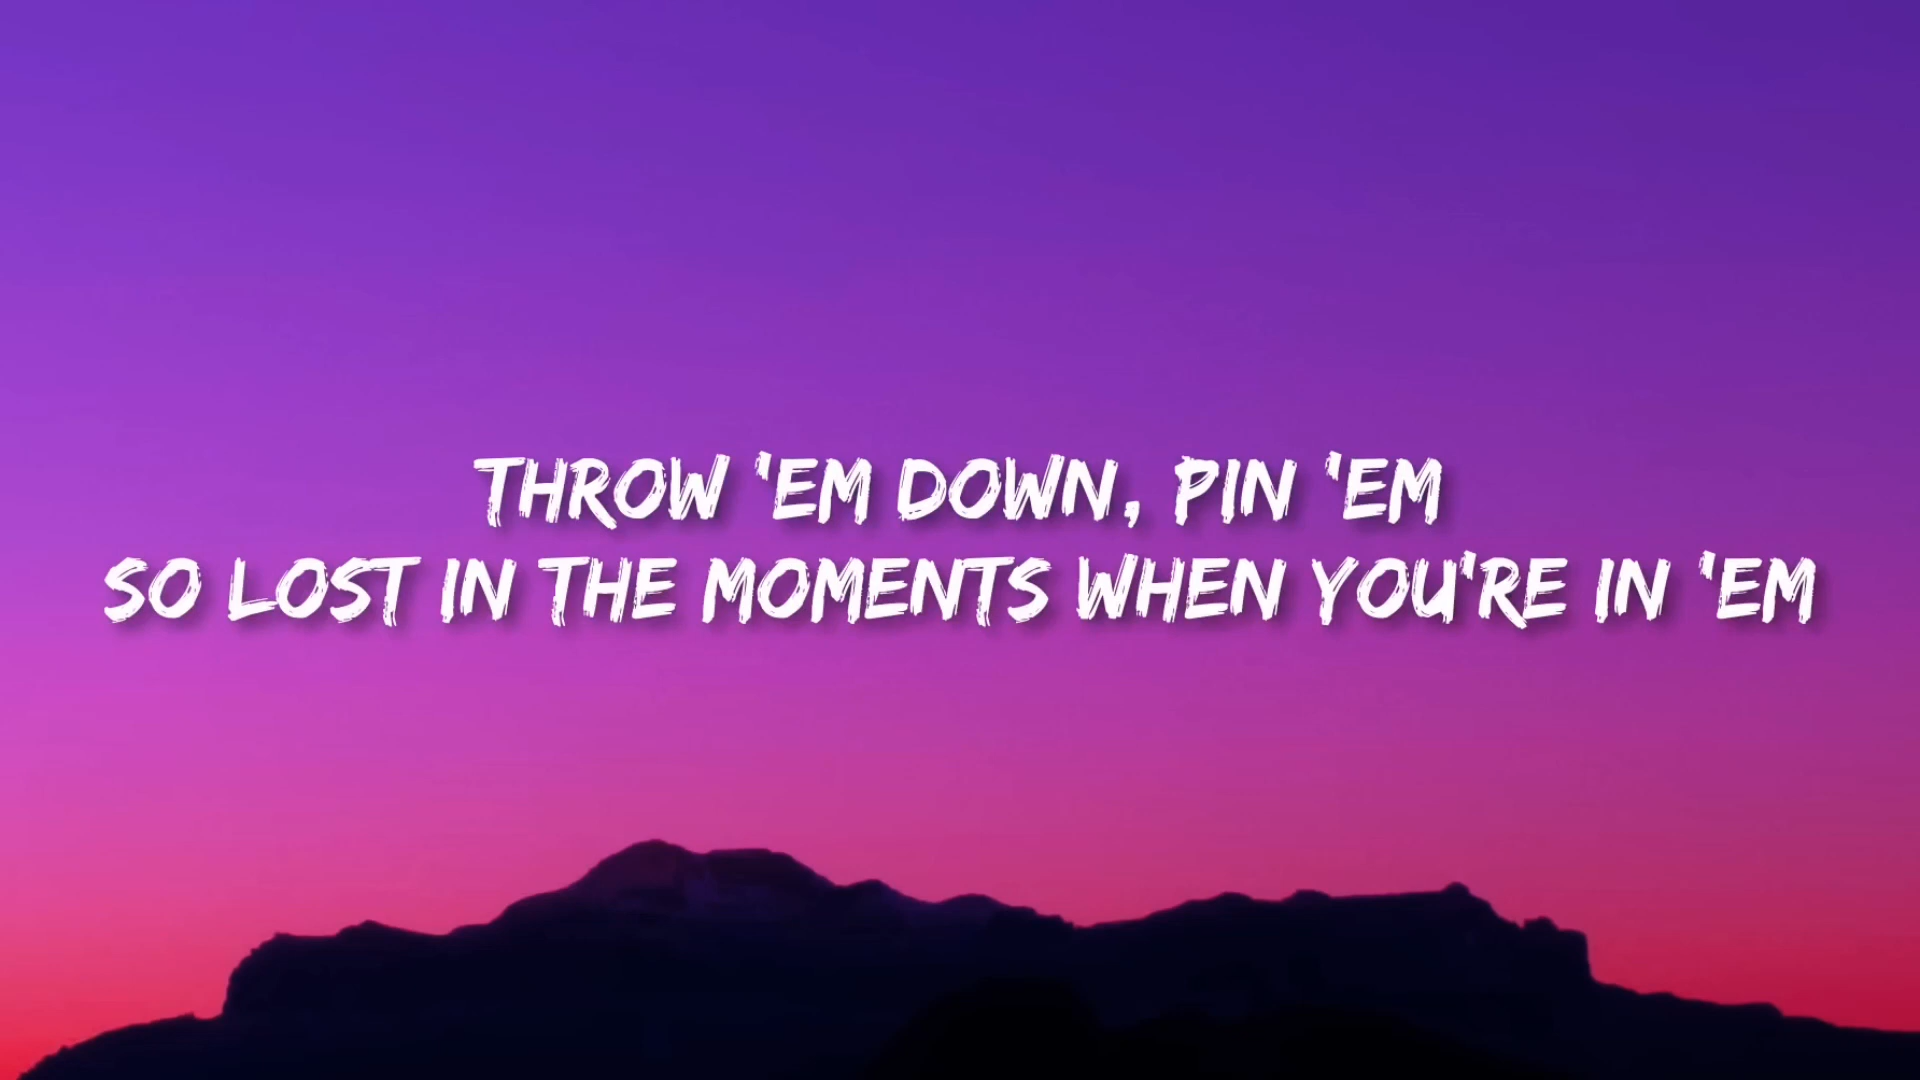 THROW 'EM DOWN, PIN 'EM
SO LOST IN THE MOMENTS WHEN YOU'RE IN 'EM